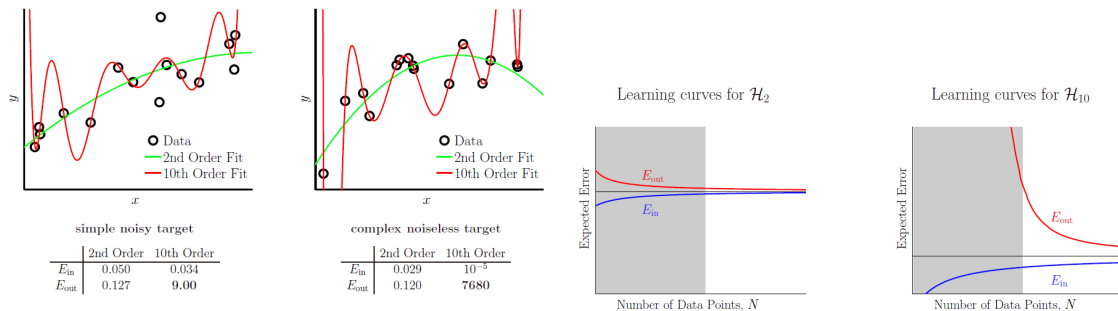 y
Data
2nd Order Fit
10th Order Fit
x
simple noisy target
2nd Order 10th Order
E_in 0.050 0.034
E_out 0.127 9.00
y
Data
2nd Order Fit
10th Order Fit
x
complex noiseless target
2nd Order 10th Order
E_in 0.029 10⁻⁵
E_out 0.120 7680
Learning curves for ℋ₂
Expected Error
E_out
E_in
Number of Data Points, N
Learning curves for ℋ₁₀
Expected Error
E_out
E_in
Number of Data Points, N